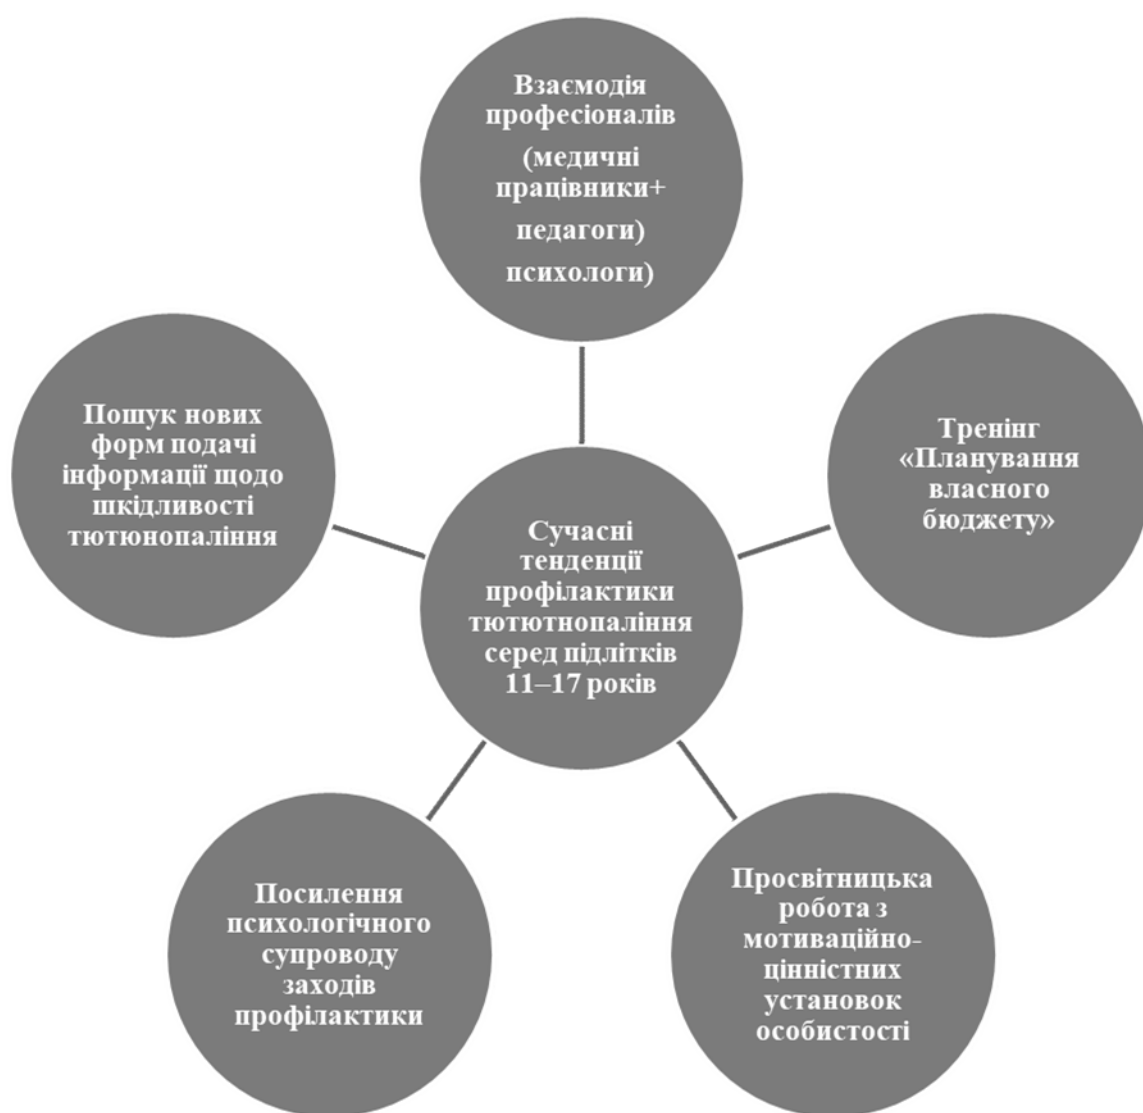 Взаємодія
професіоналів
(медичні
працівники+
педагоги)
психологи)
Пошук нових
форм подачі
інформації щодо
шкідливості
тютюнопаління
Тренінг
«Планування
власного
бюджету»
Сучасні
тенденції
профілактики
тютютнопаління
серед підлітків
11–17 років
Посилення
психологічного
супроводу
заходів
профілактики
Просвітницька
робота з
мотиваційно-
цінністних
установок
особистості